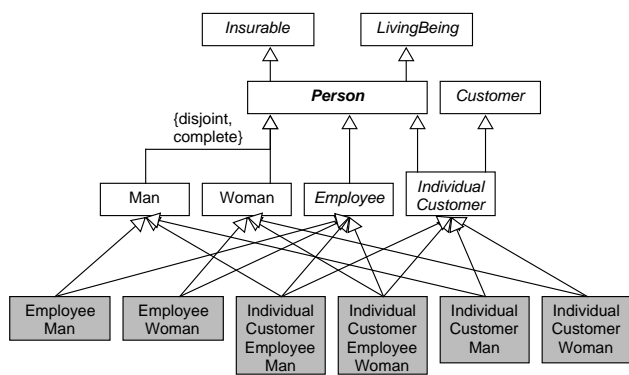 Insurable
LivingBeing
Person
Customer
{disjoint,
complete}
Man
Woman
Employee
Individual
Customer
Employee
Man
Employee
Woman
Individual
Customer
Employee
Man
Individual
Customer
Employee
Woman
Individual
Customer
Man
Individual
Customer
Woman